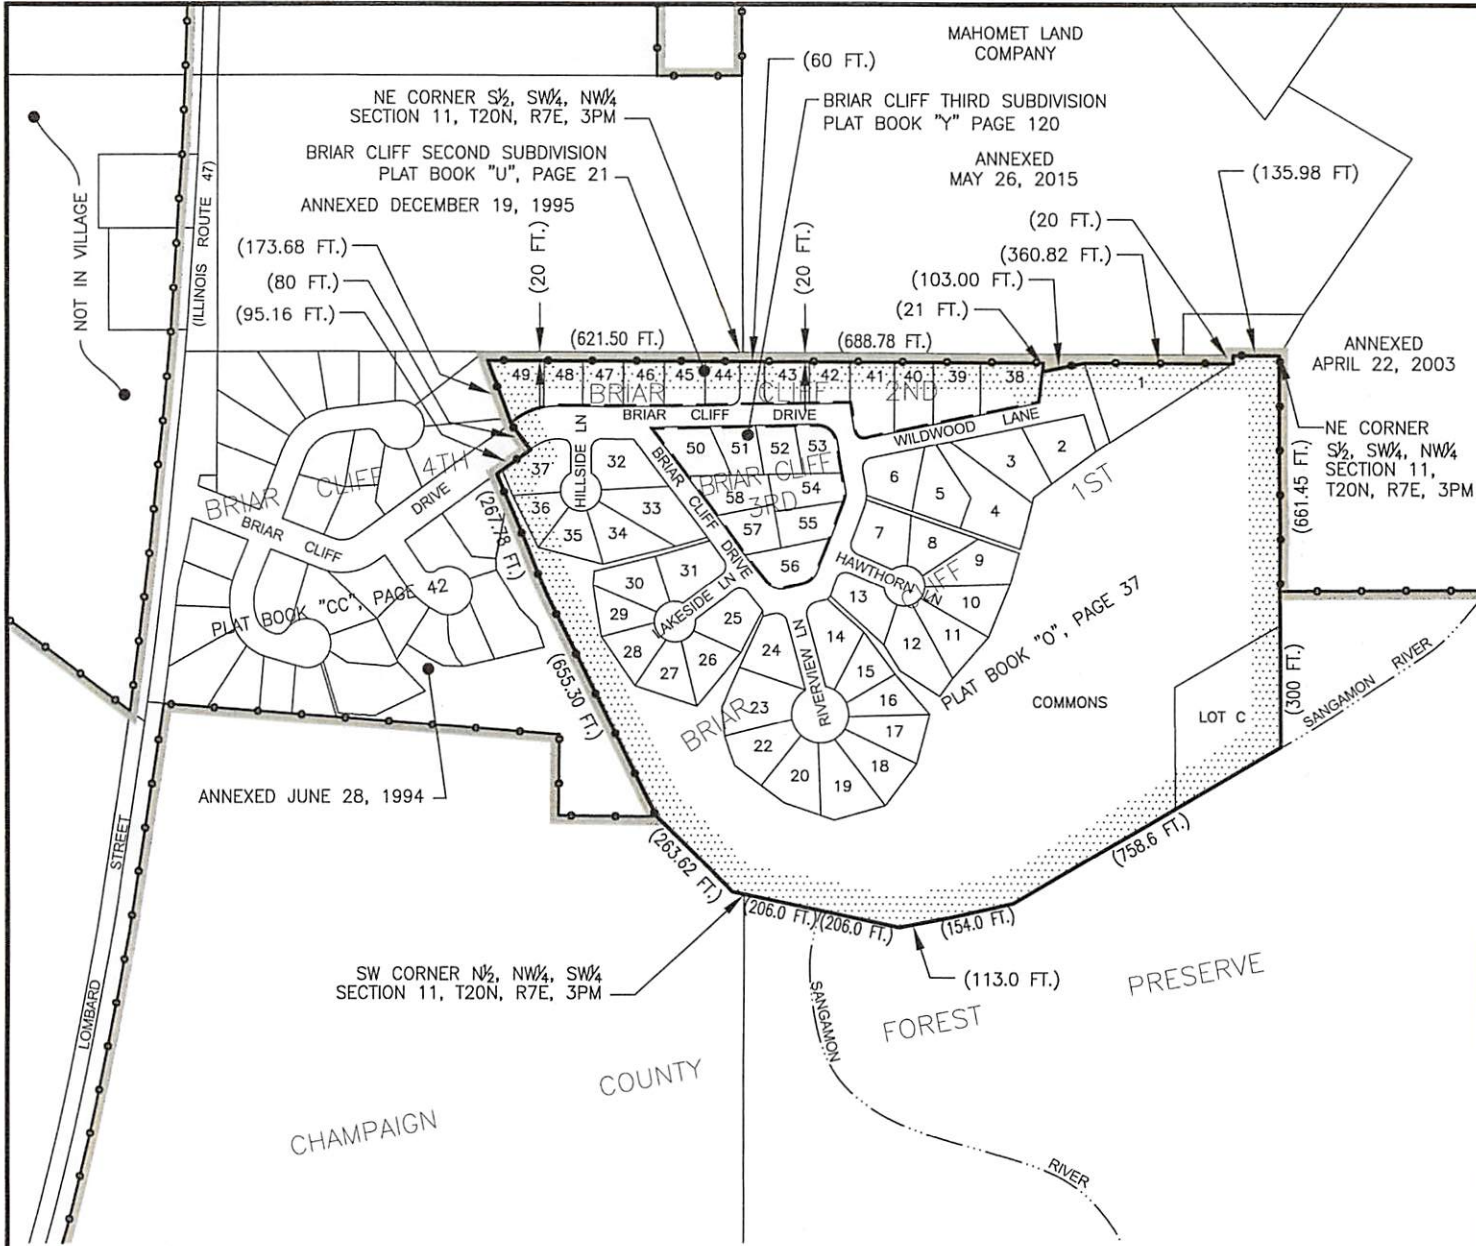 MAHOMET LAND
COMPANY
(60 FT.)
NE CORNER S½, SW¼, NW¼
SECTION 11, T20N, R7E, 3PM
BRIAR CLIFF THIRD SUBDIVISION
PLAT BOOK "Y" PAGE 120
BRIAR CLIFF SECOND SUBDIVISION
PLAT BOOK "U", PAGE 21
ANNEXED
MAY 26, 2015
ANNEXED DECEMBER 19, 1995
(135.98 FT)
(20 FT.)
(360.82 FT.)
(103.00 FT.)
(21 FT.)
(173.68 FT.)
(80 FT.)
(95.16 FT.)
(20 FT.)
(20 FT.)
(621.50 FT.)
(688.78 FT.)
NOT IN VILLAGE
(ILLINOIS ROUTE 47)
ANNEXED
APRIL 22, 2003
NE CORNER
S½, SW¼, NW¼
SECTION 11,
T20N, R7E, 3PM
(661.45 FT.)
49
48
47
46
45
44
43
42
41
40
39
38
1
BRIAR CLIFF 2ND
BRIAR CLIFF DRIVE
WILDWOOD LANE
HILLSIDE LN
50
51
52
53
BRIAR CLIFF
3RD
54
58
57
55
56
37
32
36
35
34
33
BRIAR CLIFF DRIVE
6
5
3
2
4
1ST
7
8
9
CLIFF
HAWTHORN LN
10
11
12
13
BRIAR CLIFF 4TH
BRIAR CLIFF DRIVE
PLAT BOOK "CC", PAGE 42
(267.78 FT.)
31
30
29
28
27
26
25
LAKESIDE LN
24
14
15
16
17
18
19
20
22
23
RIVERVIEW LN
BRIAR
PLAT BOOK "O", PAGE 37
COMMONS
LOT C
(300 FT.)
SANGAMON RIVER
(655.30 FT.)
ANNEXED JUNE 28, 1994
(758.6 FT.)
(263.62 FT.)
(206.0 FT.)
(206.0 FT.)
(154.0 FT.)
(113.0 FT.)
SW CORNER N½, NW¼, SW¼
SECTION 11, T20N, R7E, 3PM
LOMBARD STREET
SANGAMON
RIVER
CHAMPAIGN COUNTY FOREST PRESERVE